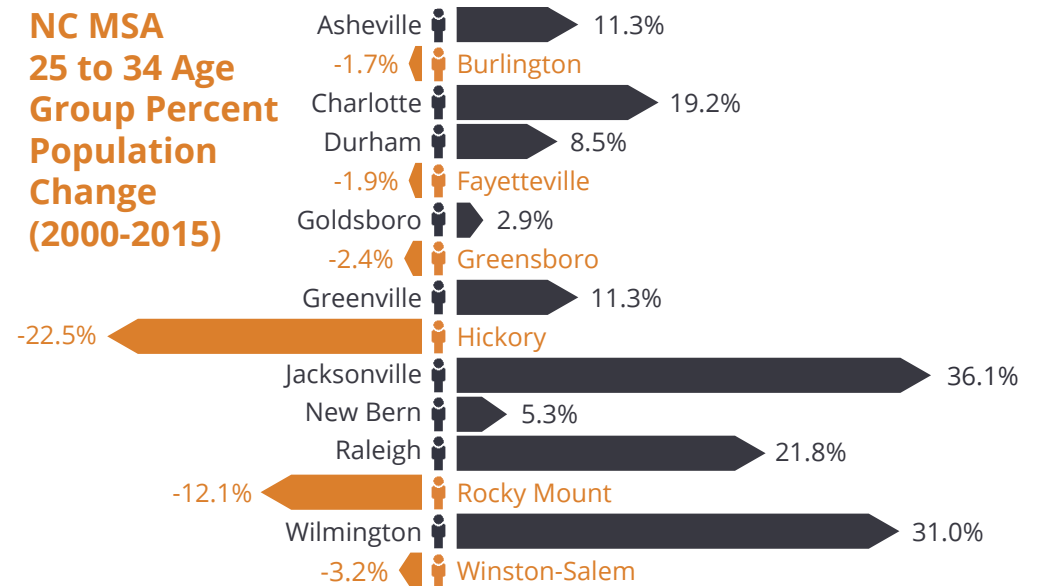 NC MSA
25 to 34 Age
Group Percent
Population
Change
(2000-2015)
Asheville 11.3%
-1.7% Burlington
Charlotte 19.2%
Durham 8.5%
-1.9% Fayetteville
Goldsboro 2.9%
-2.4% Greensboro
Greenville 11.3%
-22.5% Hickory
Jacksonville 36.1%
New Bern 5.3%
Raleigh 21.8%
-12.1% Rocky Mount
Wilmington 31.0%
-3.2% Winston-Salem